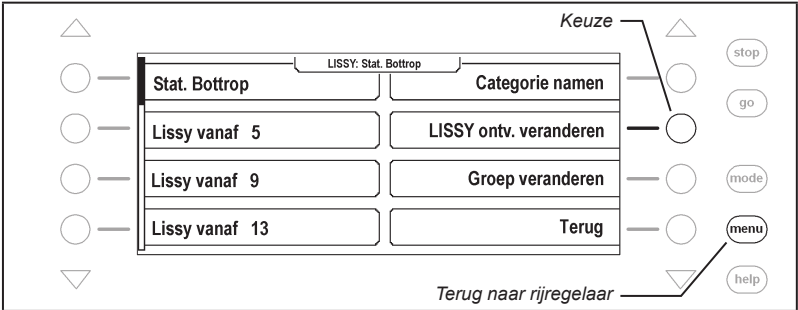 Keuze
stop
LISSY: Stat. Bottrop
Stat. Bottrop
Categorie namen
go
Lissy vanaf 5
LISSY ontv. veranderen
Lissy vanaf 9
Groep veranderen
mode
Lissy vanaf 13
Terug
menu
help
Terug naar rijregelaar